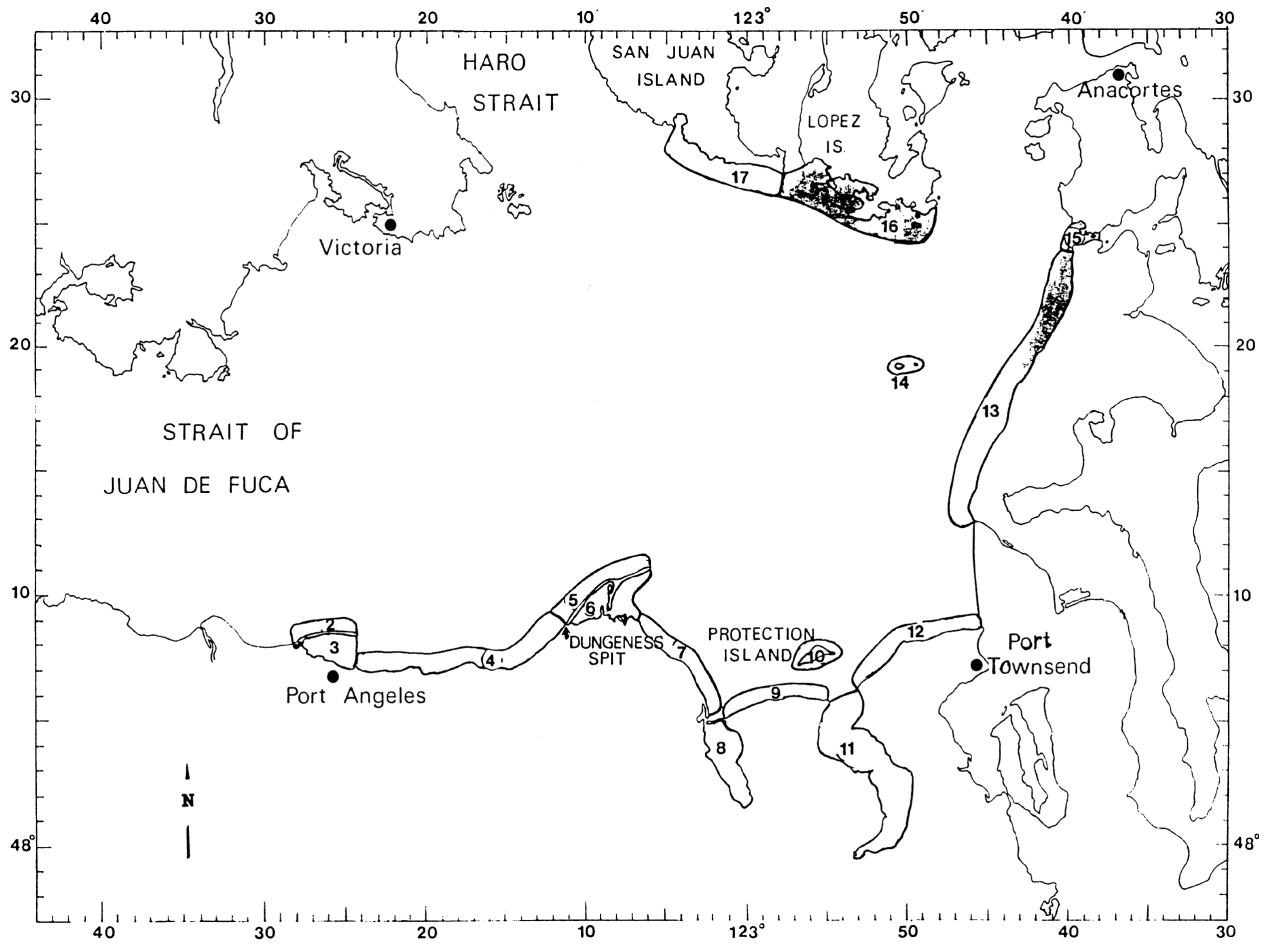 40 30 20 10 123° 50 40 30
HARO
STRAIT
SAN JUAN
ISLAND
Anacortes
30 30
LOPEZ
IS.
17
16
Victoria
15
20 20
14
13
STRAIT OF
JUAN DE FUCA
10 10
5
6
2
3
4
DUNGENESS
SPIT
7
PROTECTION
ISLAND
10
12
Port
Townsend
Port Angeles
9
8
11
N
48° 48°
40 30 20 10 123° 50 40 30